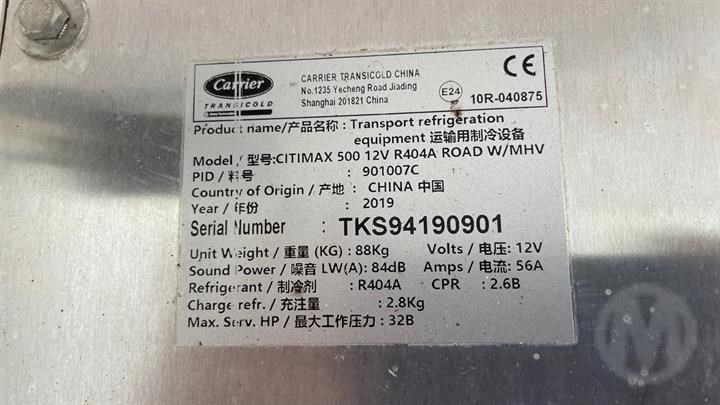 Carrier
TRANSICOLD
CARRIER TRANSICOLD CHINA
No.1235 Yecheng Road Jiading
Shanghai 201821 China
CE
E24
10R-040875
Product name/产品名称: Transport refrigeration
equipment 运输用制冷设备
Model / 型号:CITIMAX 500 12V R404A ROAD W/MHV
PID / 料号 : 901007C
Country of Origin / 产地 : CHINA 中国
Year / 年份 : 2019
Serial Number : TKS94190901
Unit Weight / 重量 (KG) : 88Kg Volts / 电压: 12V
Sound Power / 噪音 LW(A): 84dB Amps / 电流: 56A
Refrigerant / 制冷剂 : R404A CPR : 2.6B
Charge refr. / 充注量 : 2.8Kg
Max. Serv. HP / 最大工作压力 : 32B
M